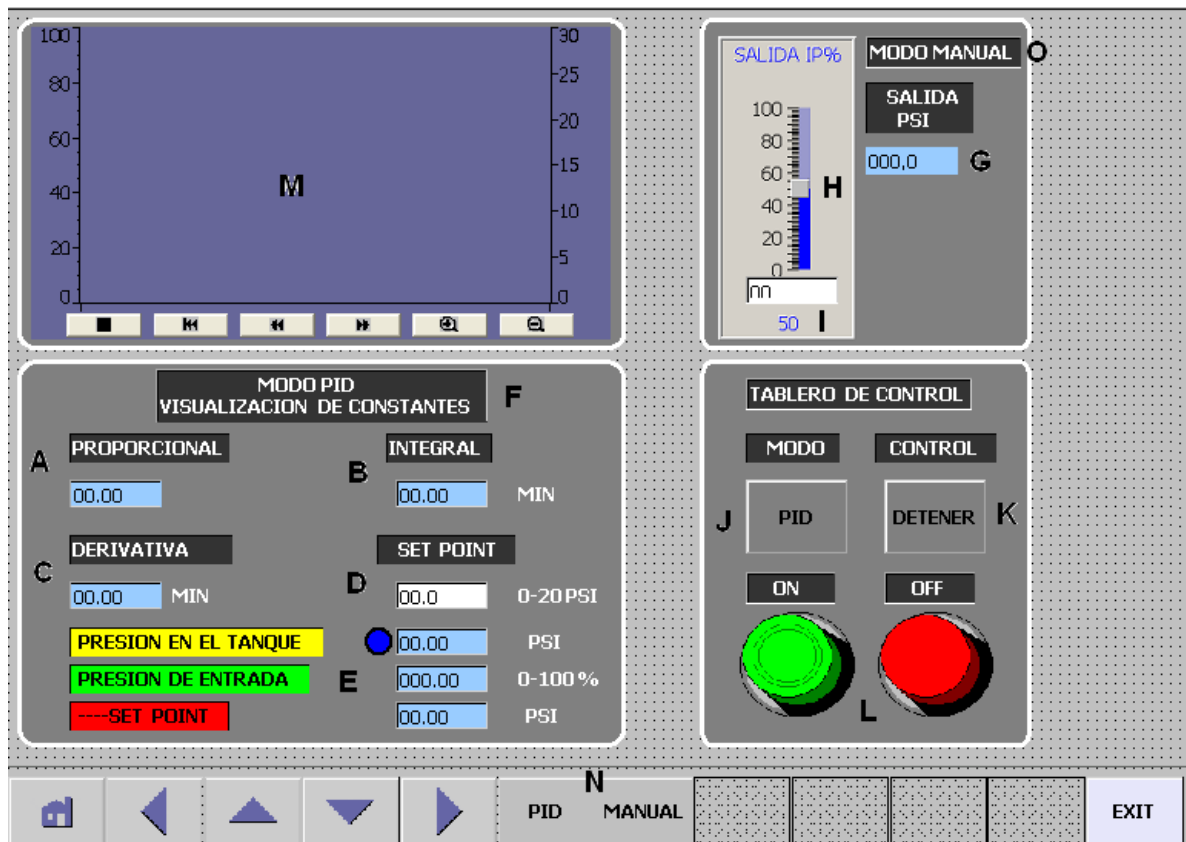 100
80
60
40
20
0
30
25
20
15
10
5
0
M
SALIDA IP%
100
80
60
40
20
0
H
50
I
MODO MANUAL
O
SALIDA
PSI
000,0
G
MODO PID
VISUALIZACION DE CONSTANTES
F
A
PROPORCIONAL
00.00
B
INTEGRAL
00.00 MIN
C
DERIVATIVA
00.00 MIN
D
SET POINT
00.0 0-20 PSI
PRESION EN EL TANQUE 00.00 PSI
PRESION DE ENTRADA E 000.00 0-100 %
----SET POINT 00.00 PSI
TABLERO DE CONTROL
MODO CONTROL
J PID DETENER K
ON OFF
L
N
PID MANUAL EXIT